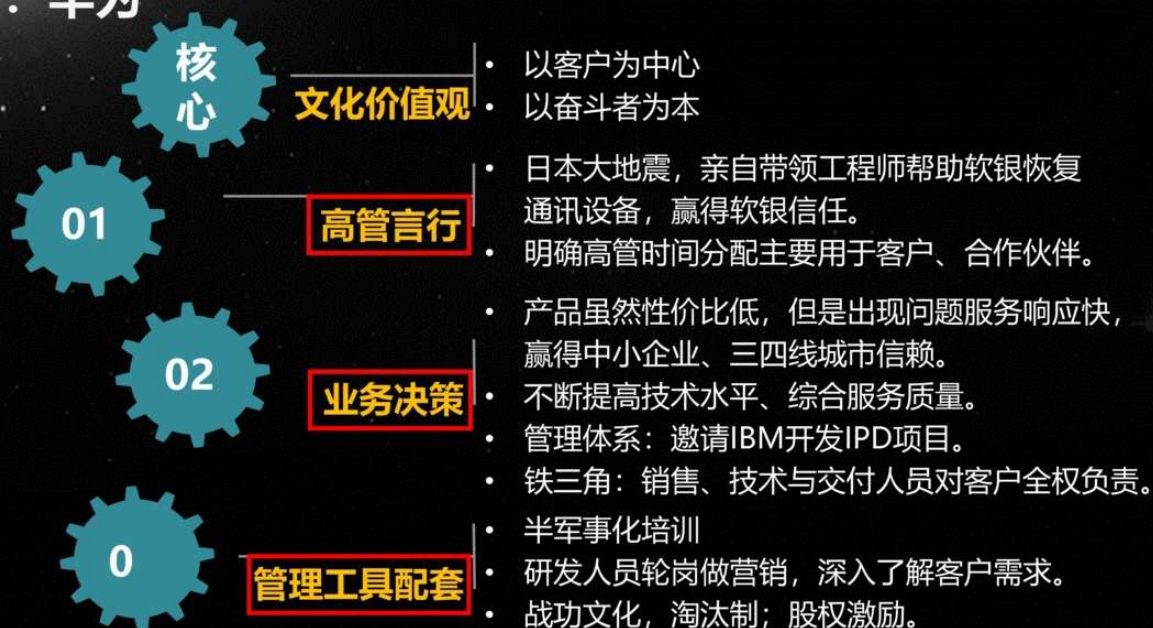 ：华为
核
心
文化价值观
• 以客户为中心
• 以奋斗者为本
01
高管言行
• 日本大地震，亲自带领工程师帮助软银恢复
通讯设备，赢得软银信任。
• 明确高管时间分配主要用于客户、合作伙伴。
02
业务决策
• 产品虽然性价比低，但是出现问题服务响应快，
赢得中小企业、三四线城市信赖。
• 不断提高技术水平、综合服务质量。
• 管理体系：邀请IBM开发IPD项目。
• 铁三角：销售、技术与交付人员对客户全权负责。
0
管理工具配套
• 半军事化培训
• 研发人员轮岗做营销，深入了解客户需求。
• 战功文化，淘汰制；股权激励。